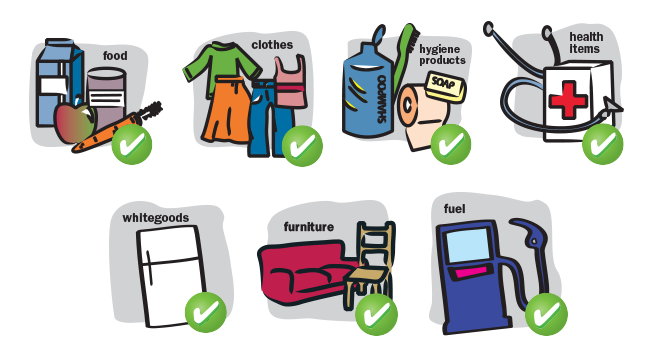 food
clothes
hygiene
products
SHAMPOO
SOAP
health
items
whitegoods
furniture
fuel